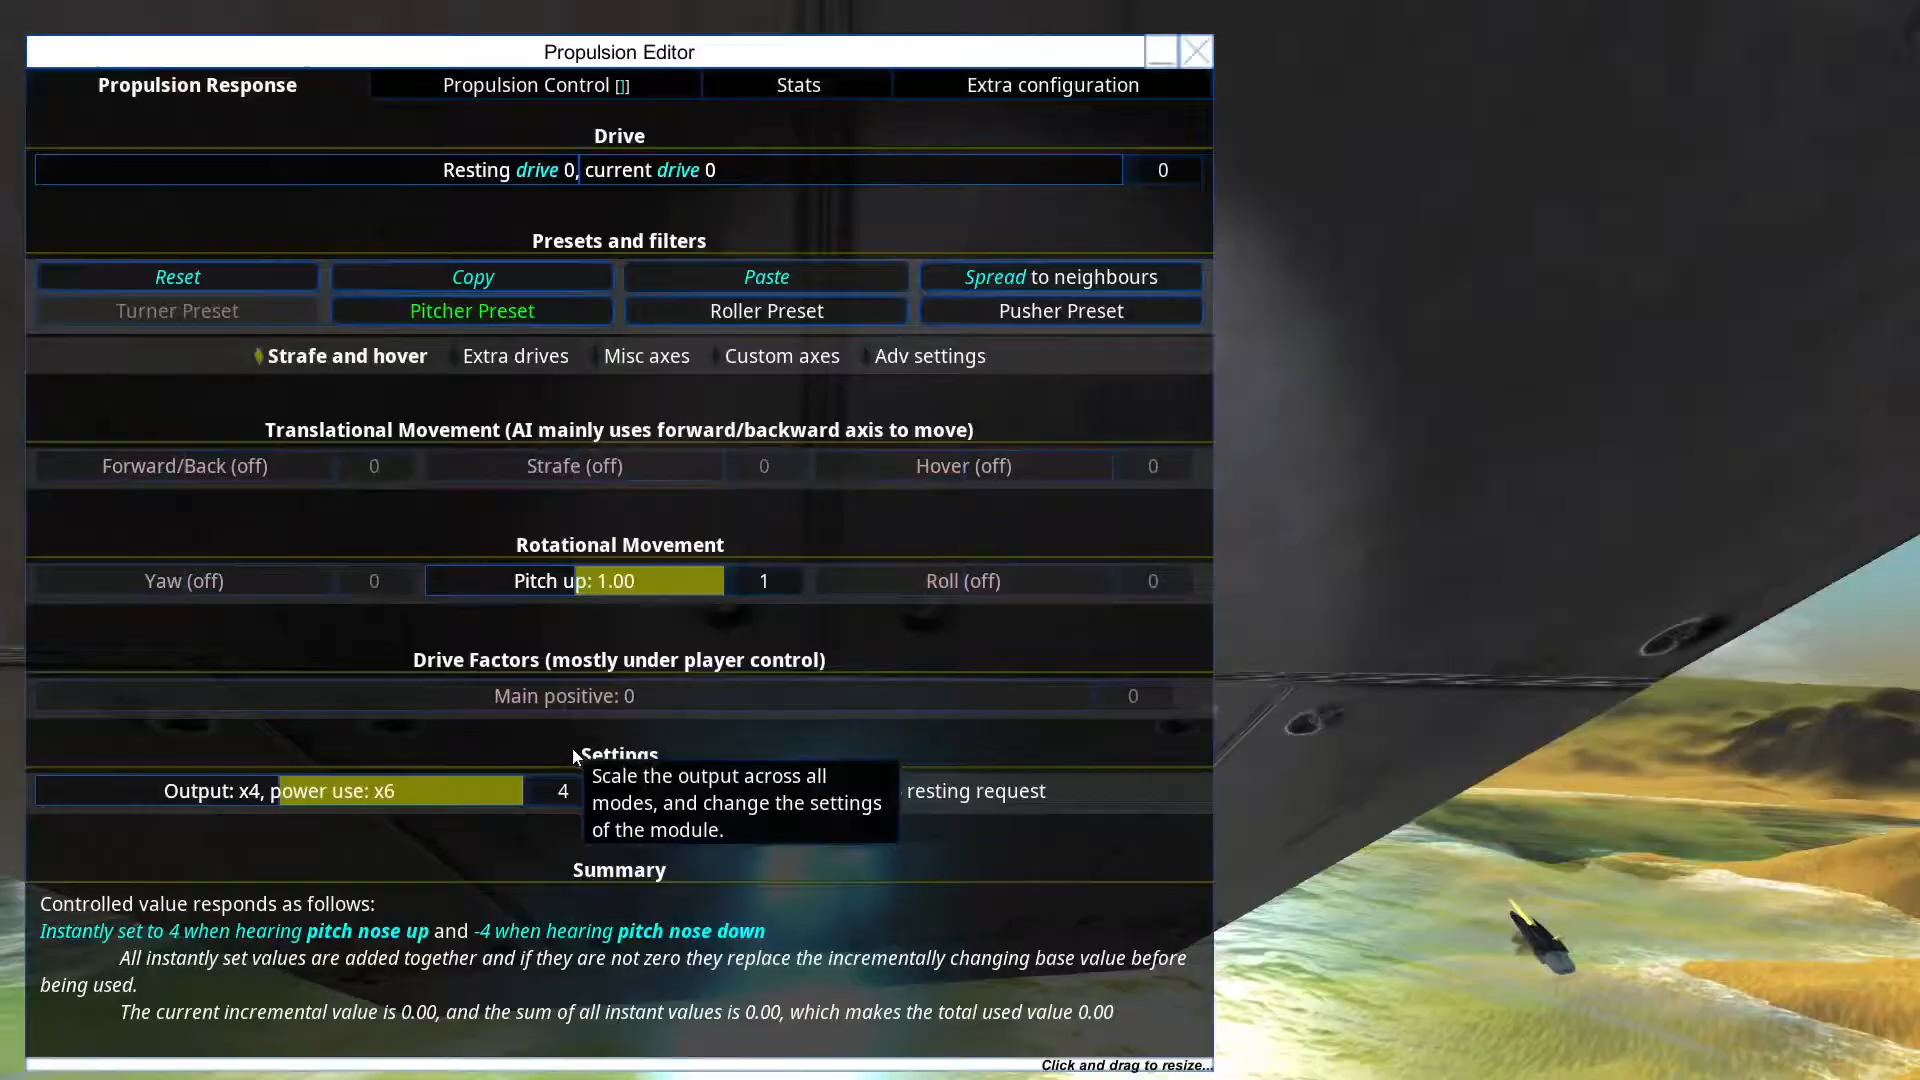 Propulsion Editor
Propulsion Response
Propulsion Control []]
Stats
Extra configuration
Drive
Resting drive 0, current drive 0
0
Presets and filters
Reset
Copy
Paste
Spread to neighbours
Turner Preset
Pitcher Preset
Roller Preset
Pusher Preset
Strafe and hover
Extra drives
Misc axes
Custom axes
Adv settings
Translational Movement (AI mainly uses forward/backward axis to move)
Forward/Back (off)
0
Strafe (off)
0
Hover (off)
0
Rotational Movement
Yaw (off)
0
Pitch up: 1.00
1
Roll (off)
0
Drive Factors (mostly under player control)
Main positive: 0
0
Settings
Output: x4, power use: x6
4
resting request
Scale the output across all
modes, and change the settings
of the module.
Summary
Controlled value responds as follows:
Instantly set to 4 when hearing pitch nose up and -4 when hearing pitch nose down
All instantly set values are added together and if they are not zero they replace the incrementally changing base value before
being used.
The current incremental value is 0.00, and the sum of all instant values is 0.00, which makes the total used value 0.00
Click and drag to resize...